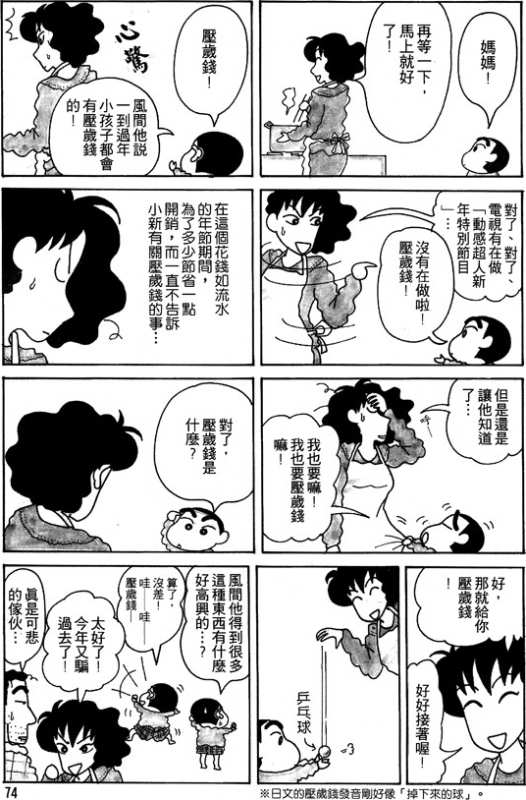 媽媽！
再等一下，
馬上就好
了！
壓歲錢！
心驚
風間他說
一到過年
小孩子都會
有壓歲錢
的！
對了、對了、
電視有在做
「動感超人新
年特別節目
」…
沒有在做啦！
壓歲錢！
在這個花錢如流水
的年節期間，
為了多少節省一點
開銷，而一直不告訴
小新有關壓歲錢的事…
但是還是
讓他知道
了…
呼
我也要嘛！
我也要壓歲錢
嘛！
對了，
壓歲錢是
什麼？
好，
那就給你
壓歲錢！
好好接著喔！
乒乓球
風間他得到很多
這種東西有什麼
好高興的…？
算了，
沒差！
哇——哇——
壓歲錢——
太好了！
今年又騙
過去了！
真是可悲
的傢伙…
74
※日文的壓歲錢發音剛好像「掉下來的球」。